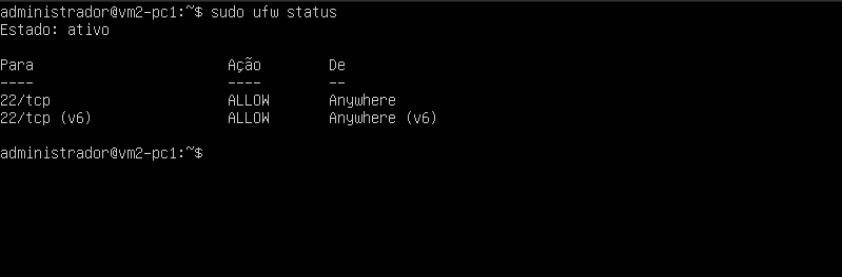 administrador@vm2-pc1:~$ sudo ufw status
Estado: ativo
Para Ação De
---- ---- --
22/tcp ALLOW Anywhere
22/tcp (v6) ALLOW Anywhere (v6)
administrador@vm2-pc1:~$